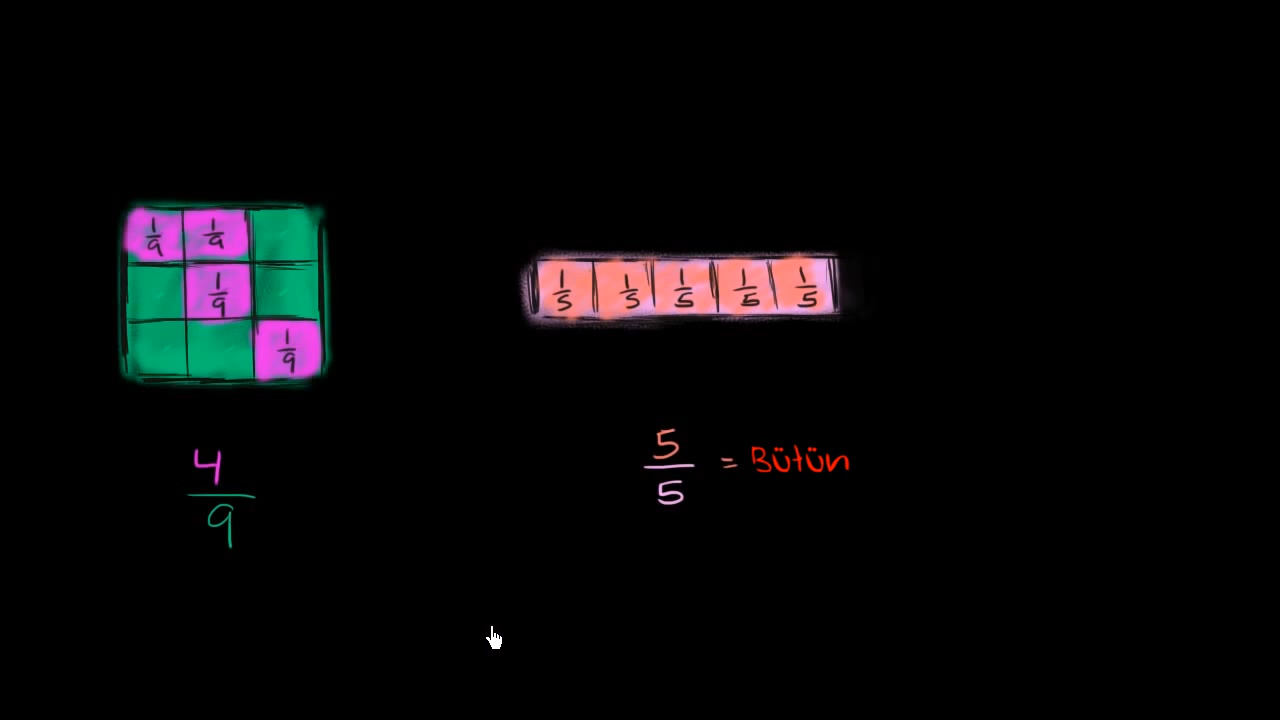 1/9 1/9
1/9
1/9
4/9
1/5 1/5 1/5 1/5 1/5
5/5 = Bütün